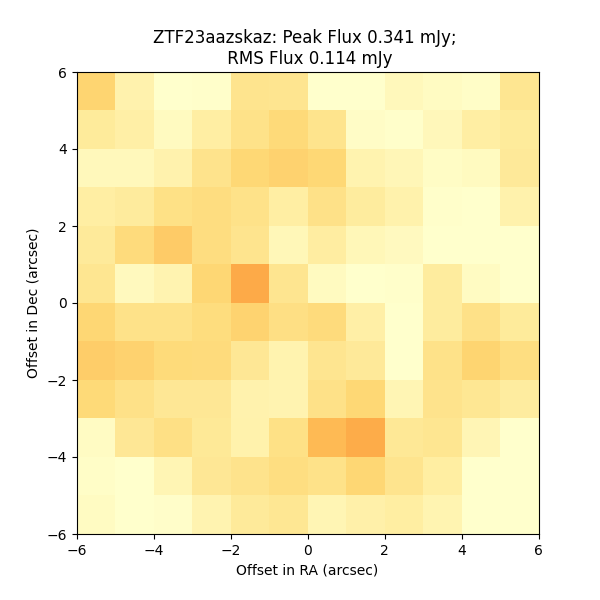 ZTF23aazskaz: Peak Flux 0.341 mJy;
RMS Flux 0.114 mJy
6
4
2
0
−2
−4
−6
Offset in Dec (arcsec)
−6 −4 −2 0 2 4 6
Offset in RA (arcsec)